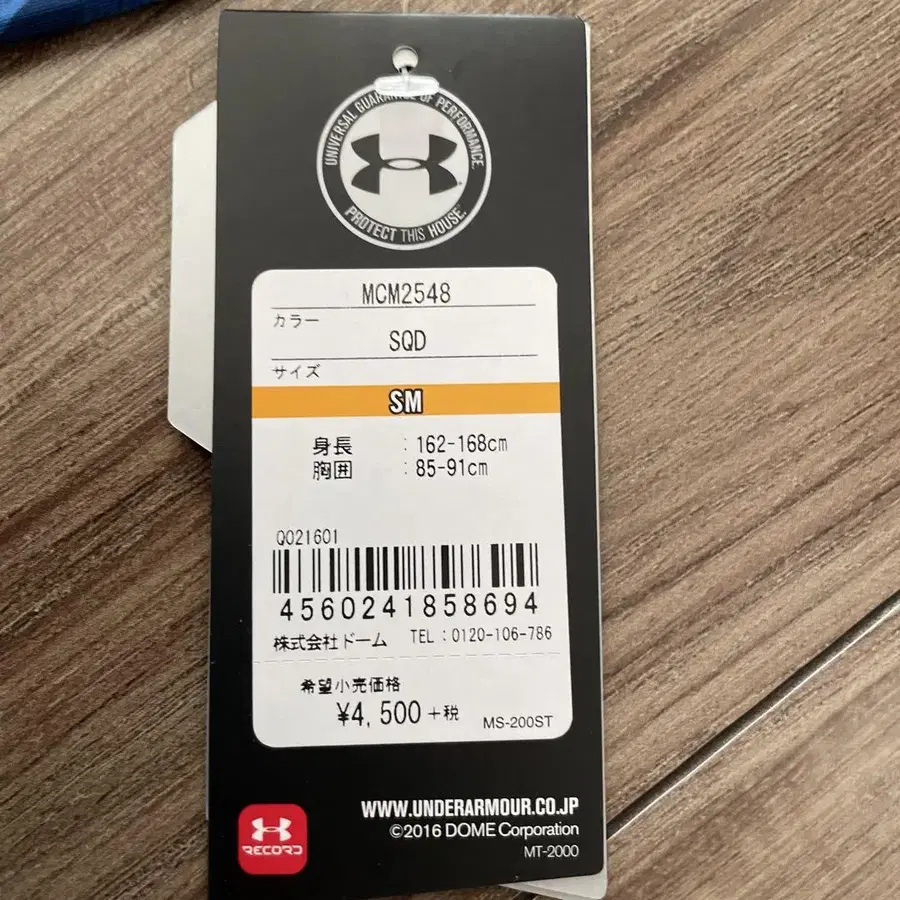 UNIVERSAL GUARANTEE OF PERFORMANCE.
PROTECT THIS HOUSE.
MCM2548
カラー
SQD
サイズ
SM
身長 : 162-168cm
胸囲 : 85-91cm
Q021601
4560241858694
株式会社ドーム TEL:0120-106-786
希望小売価格
¥4,500+税 MS-200ST
WWW.UNDERARMOUR.CO.JP
©2016 DOME Corporation
MT-2000
RECORD